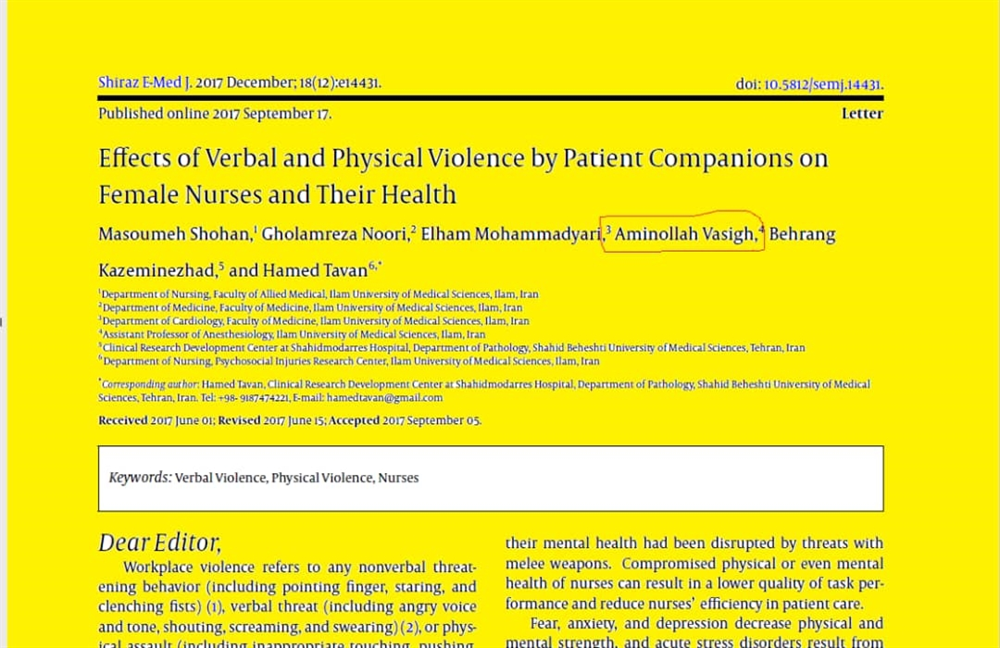 Shiraz E-Med J. 2017 December; 18(12):e14431.
doi: 10.5812/semj.14431.
Published online 2017 September 17.
Letter
Effects of Verbal and Physical Violence by Patient Companions on
Female Nurses and Their Health
Masoumeh Shohan,1 Gholamreza Noori,2 Elham Mohammadyari,3 Aminollah Vasigh,4 Behrang
Kazeminezhad,5 and Hamed Tavan6,*
1Department of Nursing, Faculty of Allied Medical, Ilam University of Medical Sciences, Ilam, Iran
2Department of Medicine, Faculty of Medicine, Ilam University of Medical Sciences, Ilam, Iran
3Department of Cardiology, Faculty of Medicine, Ilam University of Medical Sciences, Ilam, Iran
4Assistant Professor of Anesthesiology, Ilam University of Medical Sciences, Ilam, Iran
5Clinical Research Development Center at Shahidmodarres Hospital, Department of Pathology, Shahid Beheshti University of Medical Sciences, Tehran, Iran
6Department of Nursing, Psychosocial Injuries Research Center, Ilam University of Medical Sciences, Ilam, Iran
*Corresponding author: Hamed Tavan, Clinical Research Development Center at Shahidmodarres Hospital, Department of Pathology, Shahid Beheshti University of Medical
Sciences, Tehran, Iran. Tel: +98- 9187474221, E-mail: hamedtavan@gmail.com
Received 2017 June 01; Revised 2017 June 15; Accepted 2017 September 05.
Keywords: Verbal Violence, Physical Violence, Nurses
Dear Editor,
Workplace violence refers to any nonverbal threat-
ening behavior (including pointing finger, staring, and
clenching fists) (1), verbal threat (including angry voice
and tone, shouting, screaming, and swearing) (2), or phys-
ical assault (including inappropriate touching, pushing,
their mental health had been disrupted by threats with
melee weapons. Compromised physical or even mental
health of nurses can result in a lower quality of task per-
formance and reduce nurses' efficiency in patient care.
Fear, anxiety, and depression decrease physical and
mental strength, and acute stress disorders result from